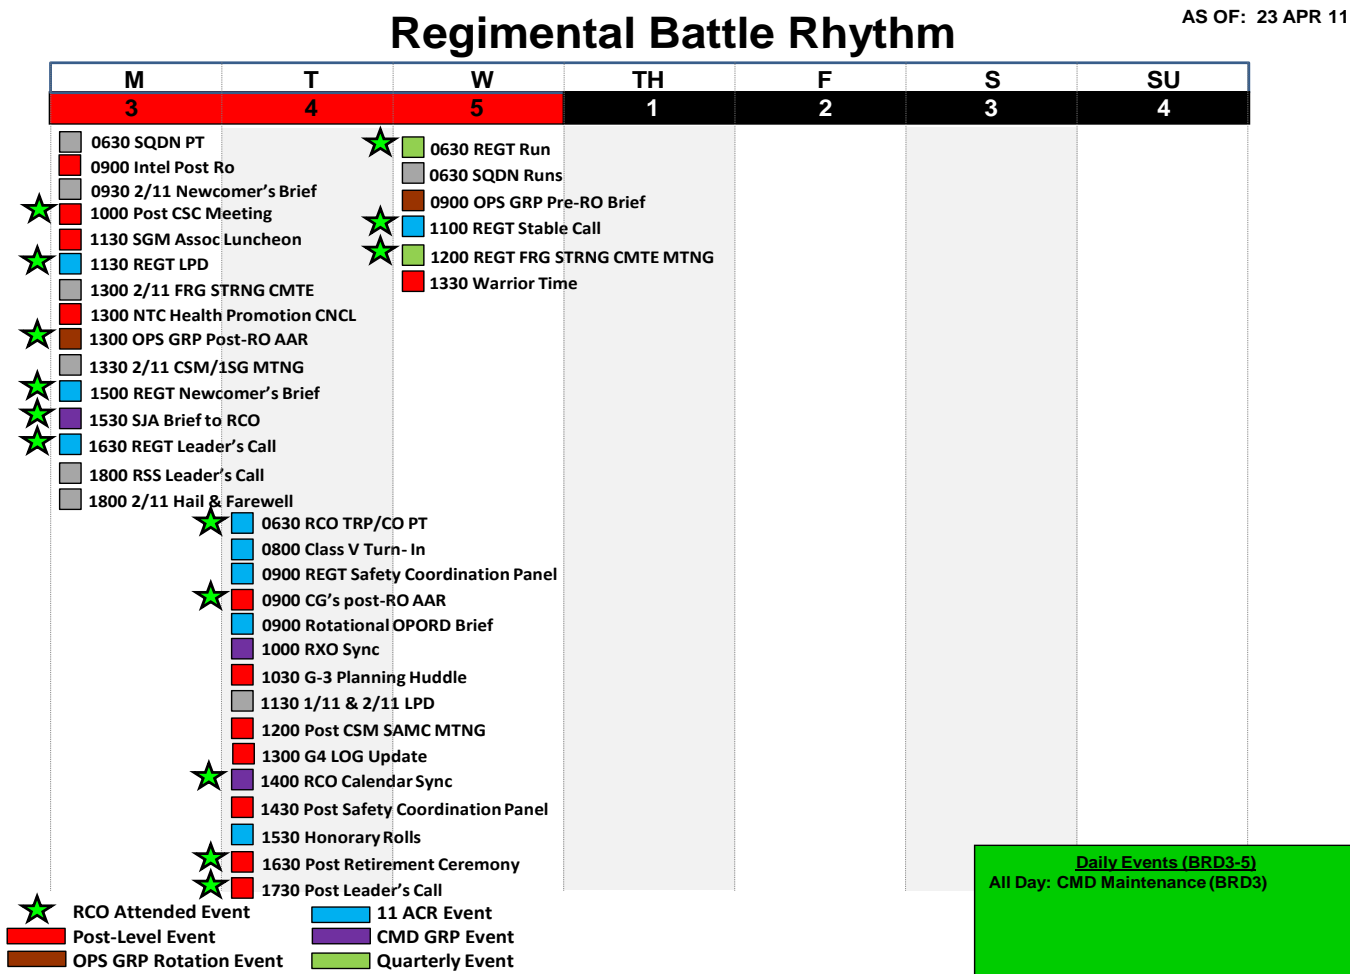 AS OF: 23 APR 11
Regimental Battle Rhythm
M T W TH F S SU
3 4 5 1 2 3 4
0630 SQDN PT
0900 Intel Post Ro
0930 2/11 Newcomer's Brief
1000 Post CSC Meeting
1130 SGM Assoc Luncheon
1130 REGT LPD
1300 2/11 FRG STRNG CMTE
1300 NTC Health Promotion CNCL
1300 OPS GRP Post-RO AAR
1330 2/11 CSM/1SG MTNG
1500 REGT Newcomer's Brief
1530 SJA Brief to RCO
1630 REGT Leader's Call
1800 RSS Leader's Call
1800 2/11 Hail & Farewell
0630 RCO TRP/CO PT
0800 Class V Turn- In
0900 REGT Safety Coordination Panel
0900 CG's post-RO AAR
0900 Rotational OPORD Brief
1000 RXO Sync
1030 G-3 Planning Huddle
1130 1/11 & 2/11 LPD
1200 Post CSM SAMC MTNG
1300 G4 LOG Update
1400 RCO Calendar Sync
1430 Post Safety Coordination Panel
1530 Honorary Rolls
1630 Post Retirement Ceremony
1730 Post Leader's Call
0630 REGT Run
0630 SQDN Runs
0900 OPS GRP Pre-RO Brief
1100 REGT Stable Call
1200 REGT FRG STRNG CMTE MTNG
1330 Warrior Time
Daily Events (BRD3-5)
All Day: CMD Maintenance (BRD3)
RCO Attended Event
Post-Level Event
OPS GRP Rotation Event
11 ACR Event
CMD GRP Event
Quarterly Event